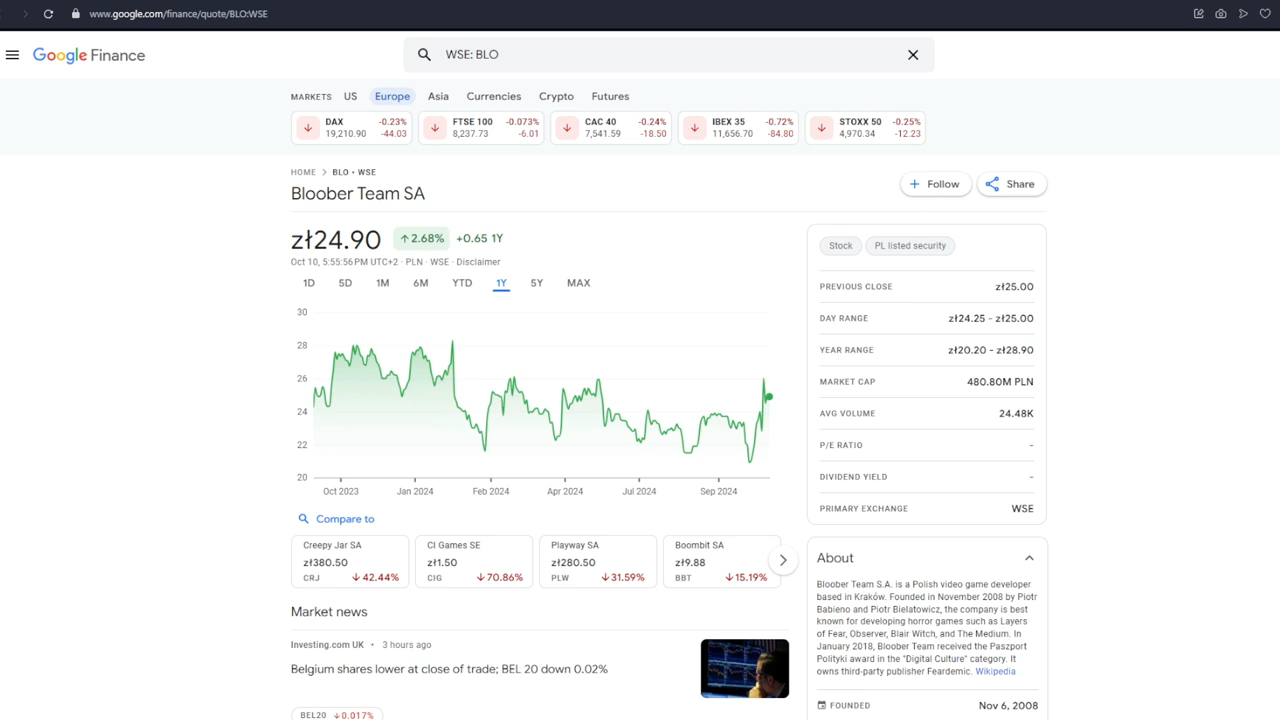 www.google.com/finance/quote/BLO:WSE
Google Finance
WSE: BLO
MARKETS US Europe Asia Currencies Crypto Futures
DAX -0.23%
19,210.90 -44.03
FTSE 100 -0.073%
8,237.73 -6.01
CAC 40 -0.24%
7,541.59 -18.50
IBEX 35 -0.72%
11,656.70 -84.80
STOXX 50 -0.25%
4,970.34 -12.23
HOME > BLO • WSE
Bloober Team SA
+ Follow
Share
zł24.90 ↑2.68% +0.65 1Y
Oct 10, 5:55:56 PM UTC+2 · PLN · WSE · Disclaimer
1D 5D 1M 6M YTD 1Y 5Y MAX
30
28
26
24
22
20
Oct 2023 Jan 2024 Feb 2024 Apr 2024 Jul 2024 Sep 2024
Compare to
Creepy Jar SA
zł380.50
CRJ ↓42.44%
CI Games SE
zł1.50
CIG ↓70.86%
Playway SA
zł280.50
PLW ↓31.59%
Boombit SA
zł9.88
BBT ↓15.19%
Market news
Investing.com UK • 3 hours ago
Belgium shares lower at close of trade; BEL 20 down 0.02%
BEL20 ↓0.017%
Stock PL listed security
PREVIOUS CLOSE zł25.00
DAY RANGE zł24.25 - zł25.00
YEAR RANGE zł20.20 - zł28.90
MARKET CAP 480.80M PLN
AVG VOLUME 24.48K
P/E RATIO -
DIVIDEND YIELD -
PRIMARY EXCHANGE WSE
About
Bloober Team S.A. is a Polish video game developer
based in Kraków. Founded in November 2008 by Piotr
Babieno and Piotr Bielatowicz, the company is best
known for developing horror games such as Layers
of Fear, Observer, Blair Witch, and The Medium. In
January 2018, Bloober Team received the Paszport
Polityki award in the "Digital Culture" category. It
owns third-party publisher Feardemic. Wikipedia
FOUNDED Nov 6, 2008